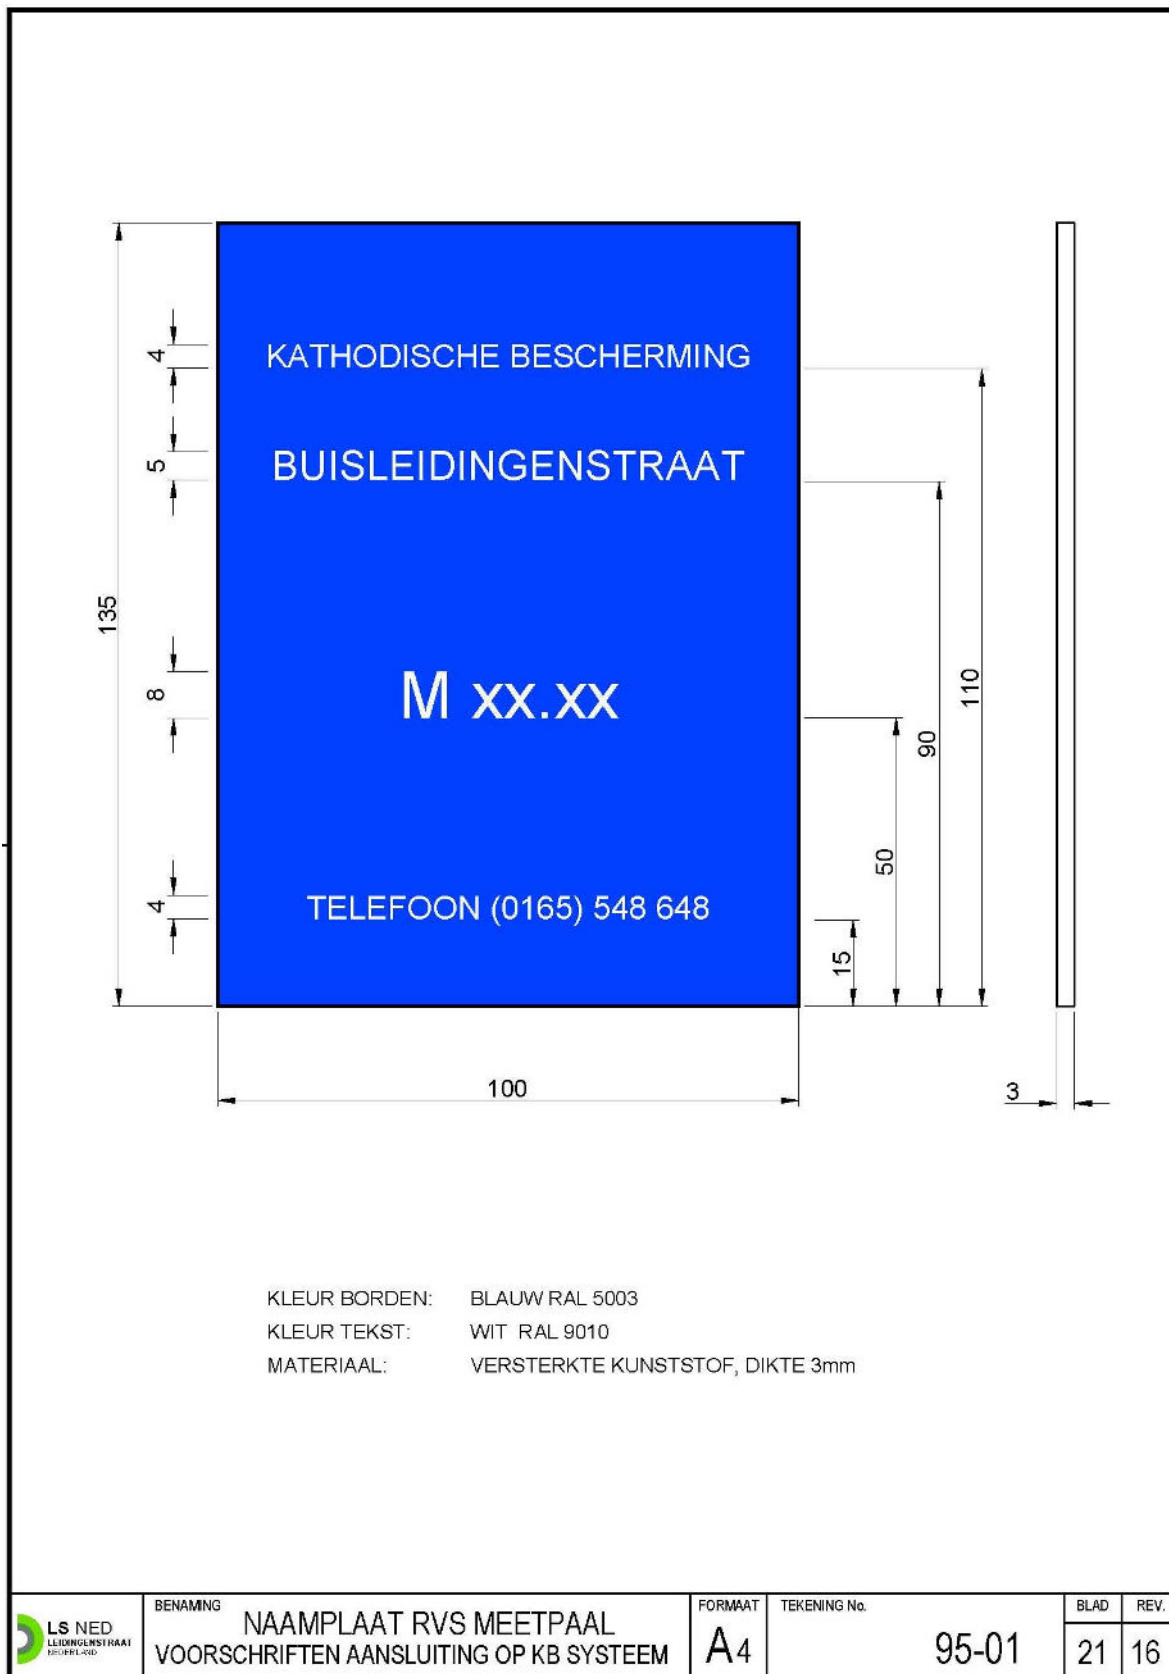 4
KATHODISCHE BESCHERMING
5
BUISLEIDINGENSTRAAT
135
8
M xx.xx
110
90
50
4
TELEFOON (0165) 548 648
15
100
3
KLEUR BORDEN: BLAUW RAL 5003
KLEUR TEKST: WIT RAL 9010
MATERIAAL: VERSTERKTE KUNSTSTOF, DIKTE 3mm
LS NED
LEIDINGENSTRAAT
NEDERLAND
BENAMING
NAAMPLAAT RVS MEETPAAL
VOORSCHRIFTEN AANSLUITING OP KB SYSTEEM
FORMAAT
A4
TEKENING No.
95-01
BLAD
21
REV.
16